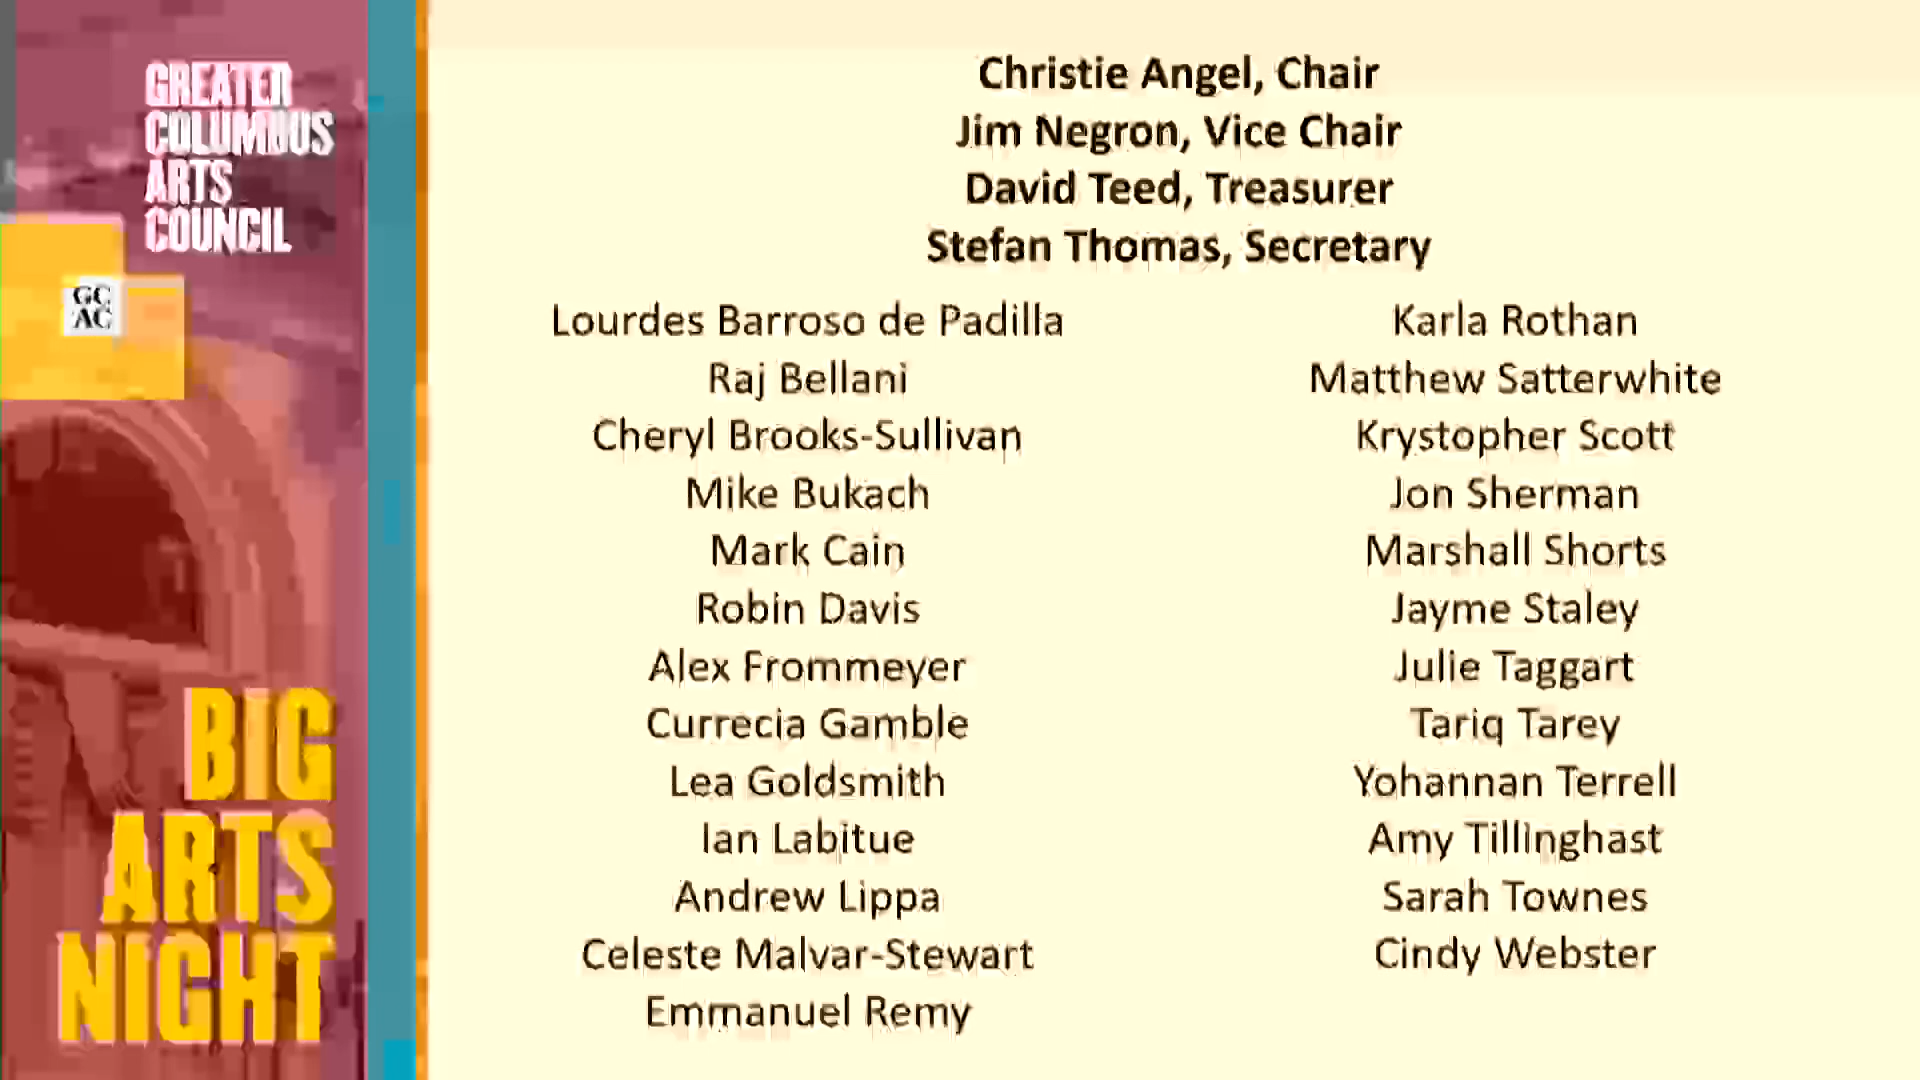 GREATER
COLUMBUS
ARTS
COUNCIL
GC
AC
BIG
ARTS
NIGHT
Christie Angel, Chair
Jim Negron, Vice Chair
David Teed, Treasurer
Stefan Thomas, Secretary
Lourdes Barroso de Padilla
Raj Bellani
Cheryl Brooks-Sullivan
Mike Bukach
Mark Cain
Robin Davis
Alex Frommeyer
Currecia Gamble
Lea Goldsmith
Ian Labitue
Andrew Lippa
Celeste Malvar-Stewart
Emmanuel Remy
Karla Rothan
Matthew Satterwhite
Krystopher Scott
Jon Sherman
Marshall Shorts
Jayme Staley
Julie Taggart
Tariq Tarey
Yohannan Terrell
Amy Tillinghast
Sarah Townes
Cindy Webster